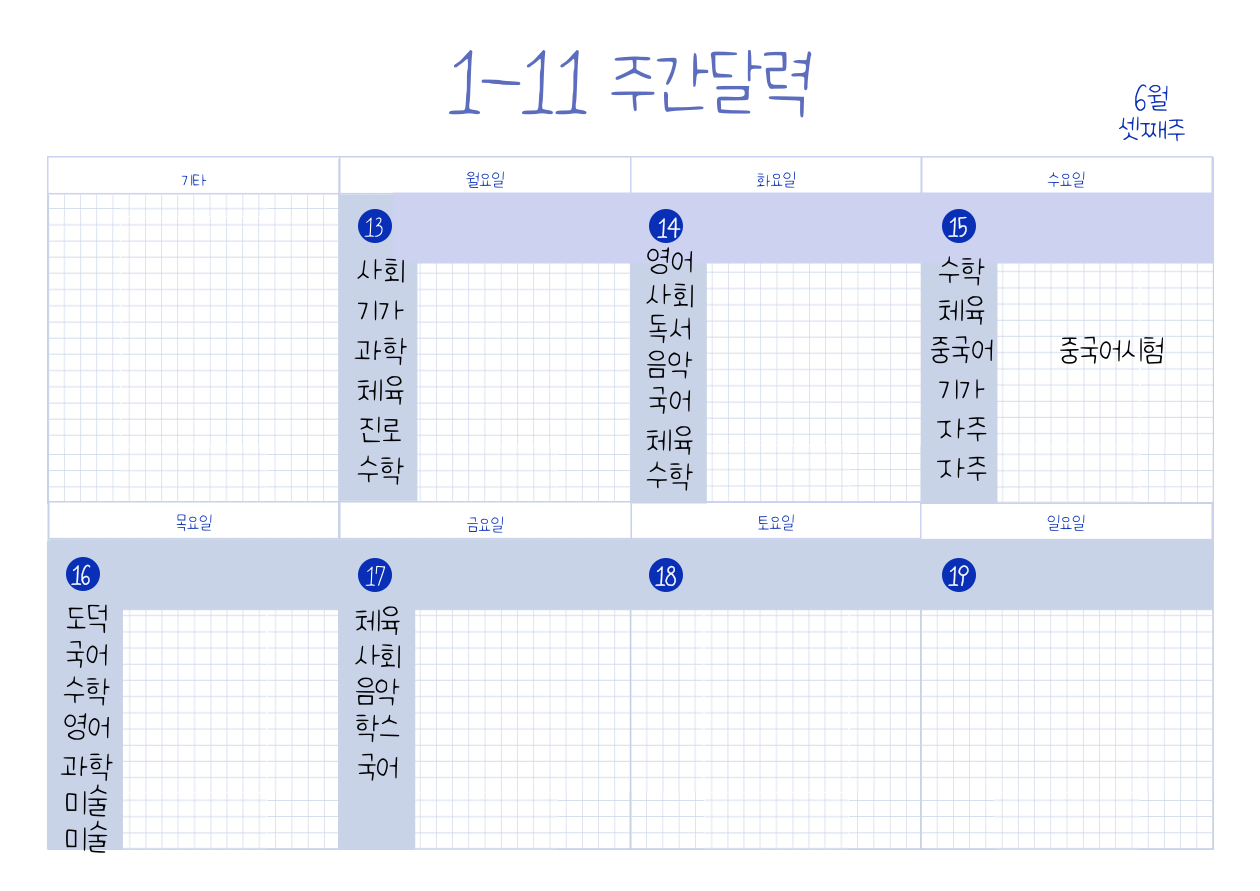 1-11 주간달력
6월
셋째주
기타
월요일
화요일
수요일
13
사회
기가
과학
체육
진로
수학
14
영어
사회
독서
음악
국어
체육
수학
15
수학
체육
중국어
중국어시험
기가
자주
자주
목요일
금요일
토요일
일요일
16
도덕
국어
수학
영어
과학
미술
미술
17
체육
사회
음악
학스
국어
18
19